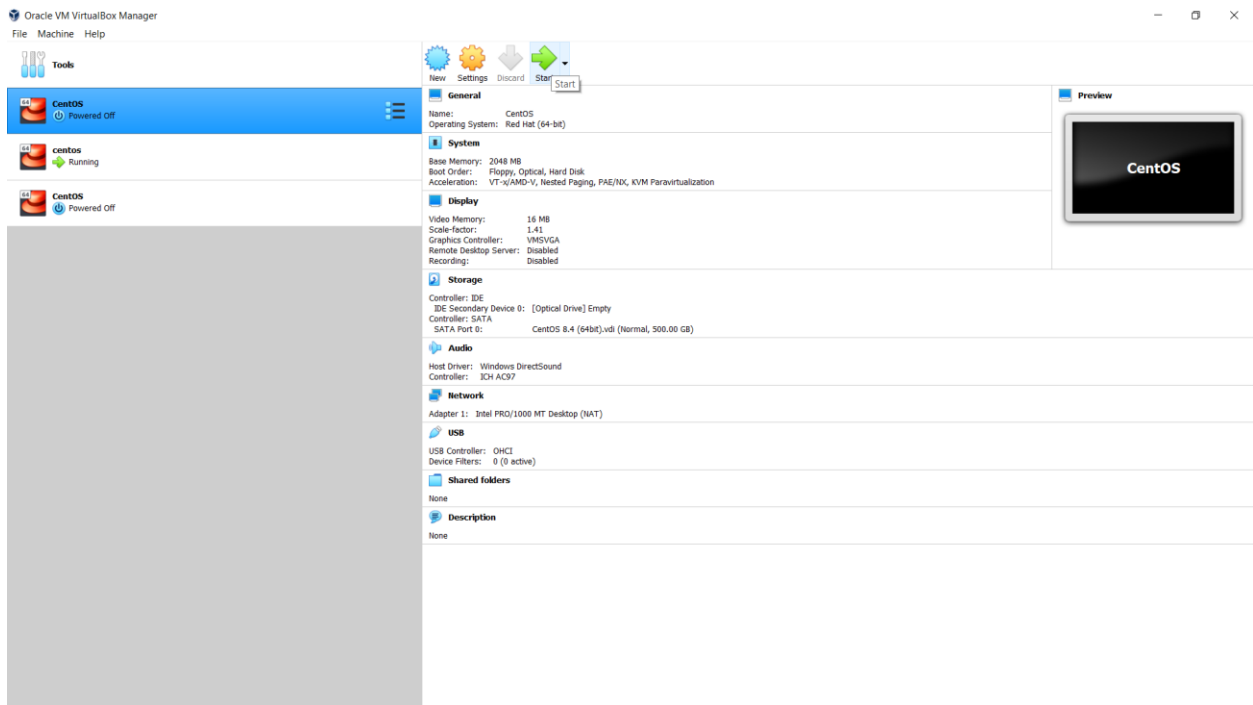 Oracle VM VirtualBox Manager
File Machine Help
Tools
64 CentOS
Powered Off
64 centos
Running
64 CentOS
Powered Off
New Settings Discard Start
Start
General
Name: CentOS
Operating System: Red Hat (64-bit)
System
Base Memory: 2048 MB
Boot Order: Floppy, Optical, Hard Disk
Acceleration: VT-x/AMD-V, Nested Paging, PAE/NX, KVM Paravirtualization
Display
Video Memory: 16 MB
Scale-factor: 1.41
Graphics Controller: VMSVGA
Remote Desktop Server: Disabled
Recording: Disabled
Storage
Controller: IDE
IDE Secondary Device 0: [Optical Drive] Empty
Controller: SATA
SATA Port 0: CentOS 8.4 (64bit).vdi (Normal, 500.00 GB)
Audio
Host Driver: Windows DirectSound
Controller: ICH AC97
Network
Adapter 1: Intel PRO/1000 MT Desktop (NAT)
USB
USB Controller: OHCI
Device Filters: 0 (0 active)
Shared folders
None
Description
None
Preview
CentOS